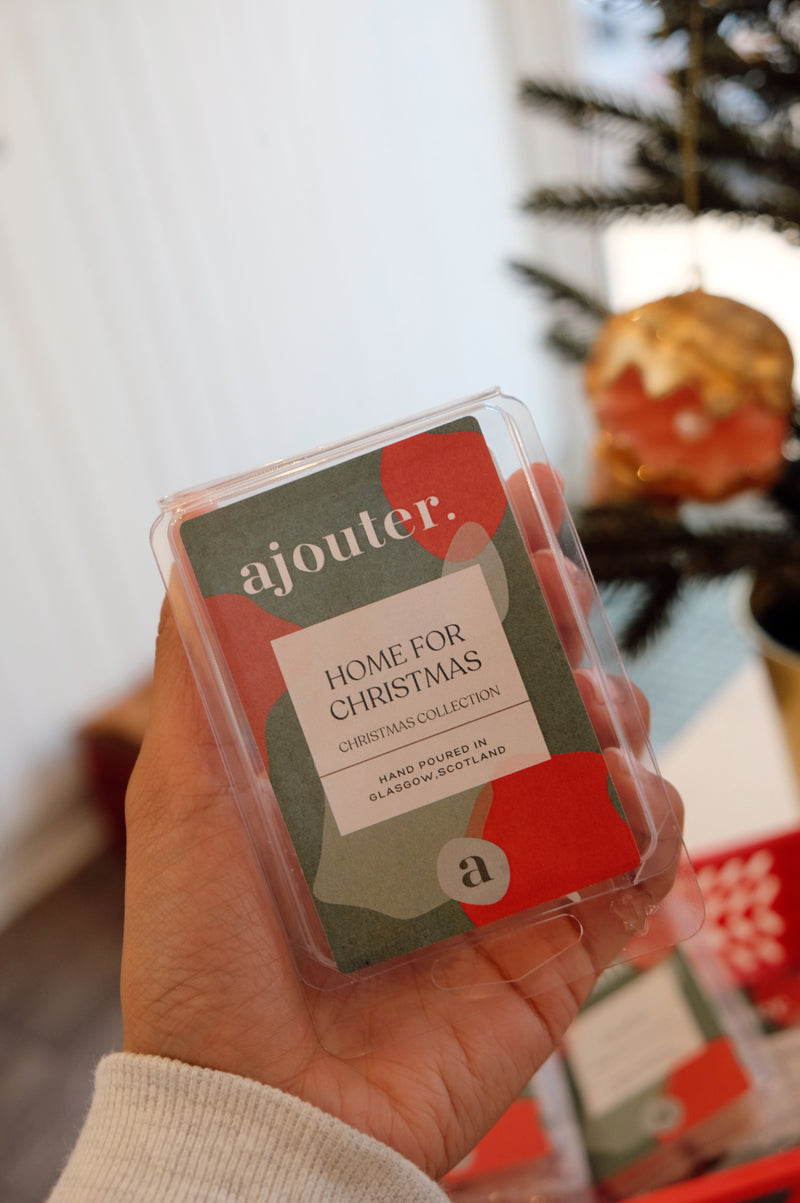 ajouter.
HOME FOR
CHRISTMAS
CHRISTMAS COLLECTION
HAND POURED IN
GLASGOW,SCOTLAND
a